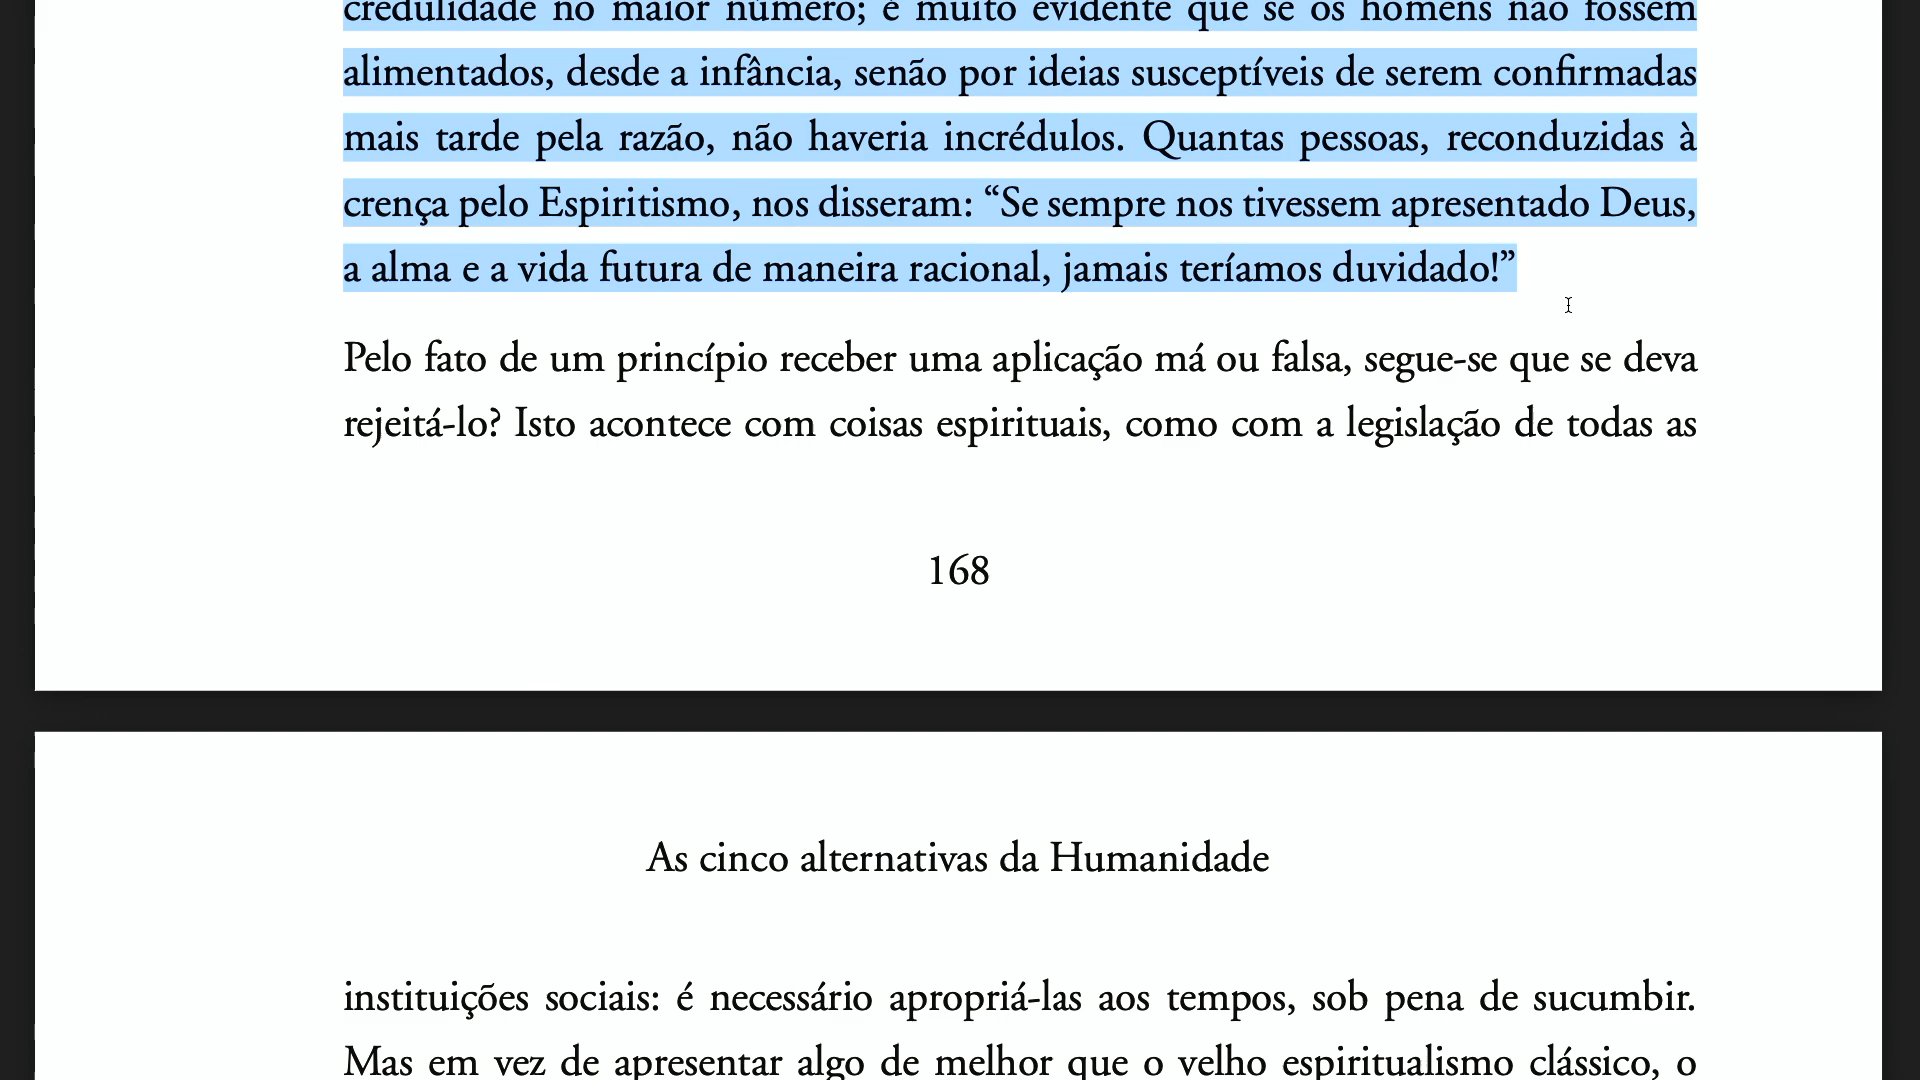 credulidade no maior número; é muito evidente que se os homens não fossem
alimentados, desde a infância, senão por ideias susceptíveis de serem confirmadas
mais tarde pela razão, não haveria incrédulos. Quantas pessoas, reconduzidas à
crença pelo Espiritismo, nos disseram: “Se sempre nos tivessem apresentado Deus,
a alma e a vida futura de maneira racional, jamais teríamos duvidado!”
Pelo fato de um princípio receber uma aplicação má ou falsa, segue-se que se deva
rejeitá-lo? Isto acontece com coisas espirituais, como com a legislação de todas as
168
As cinco alternativas da Humanidade
instituições sociais: é necessário apropriá-las aos tempos, sob pena de sucumbir.
Mas em vez de apresentar algo de melhor que o velho espiritualismo clássico, o